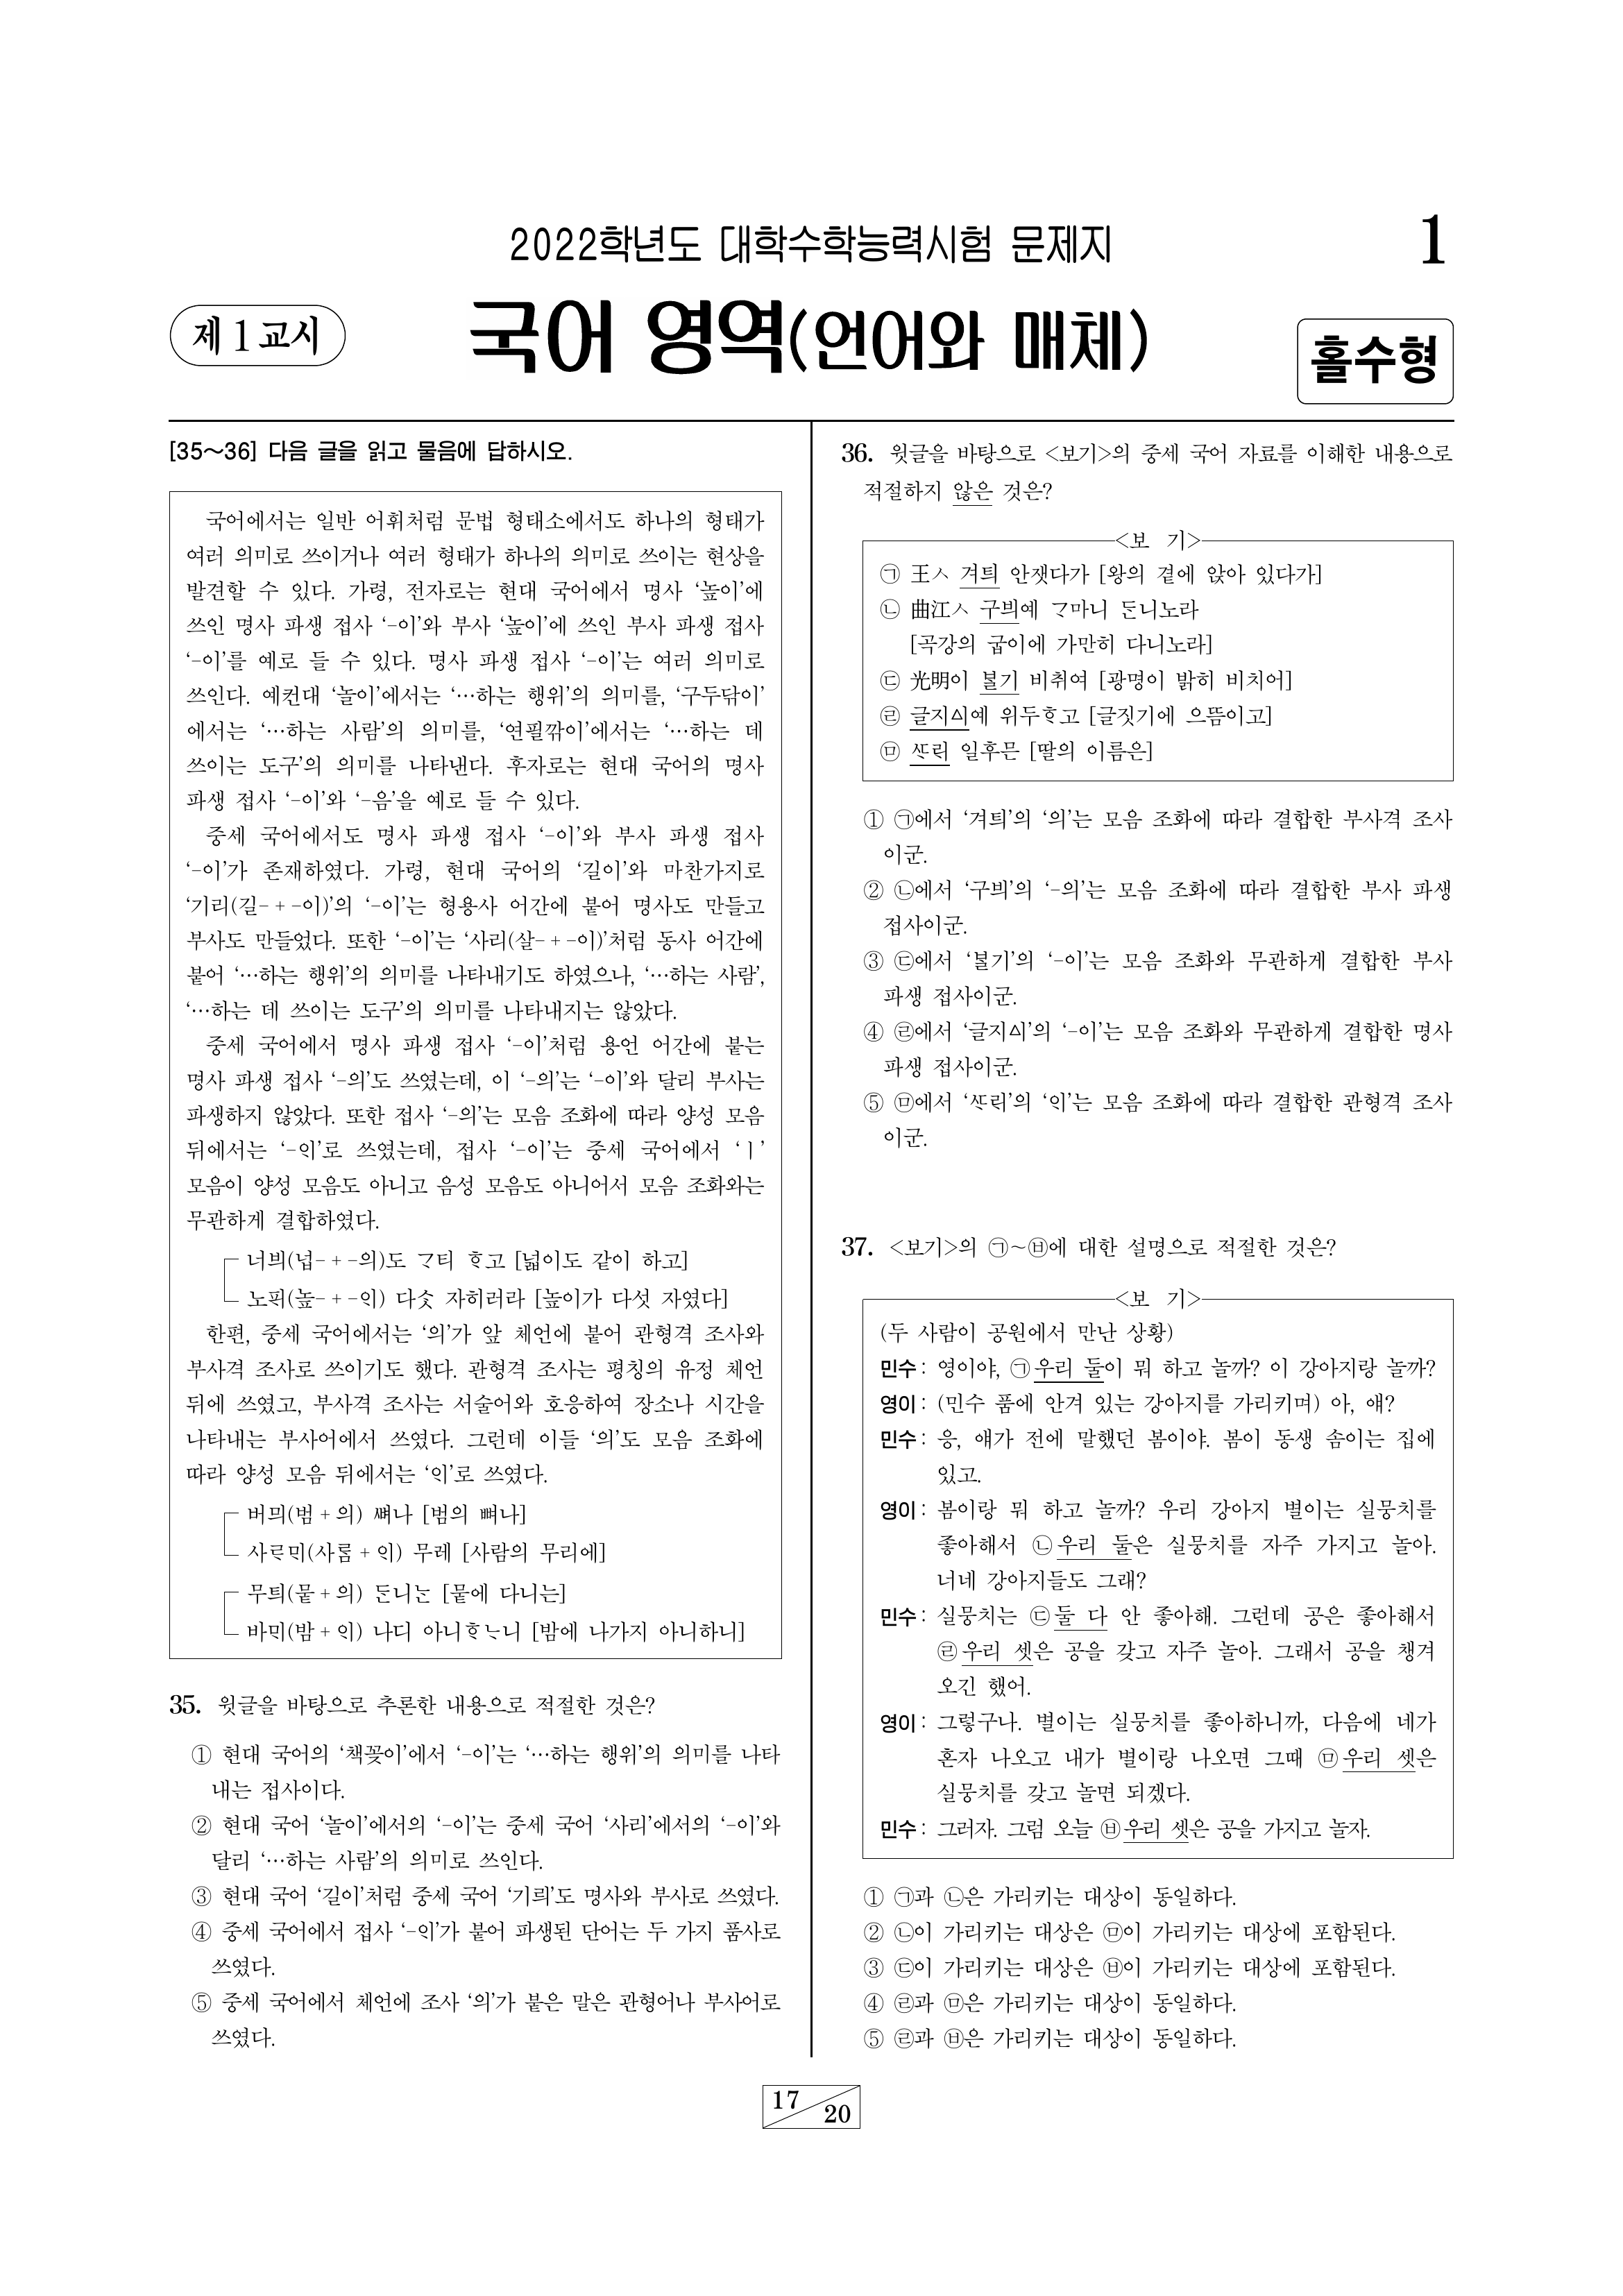 2022학년도 대학수학능력시험 문제지
1
제 1 교시
국어 영역(언어와 매체)
홀수형
[35~36] 다음 글을 읽고 물음에 답하시오.
국어에서는 일반 어휘처럼 문법 형태소에서도 하나의 형태가
여러 의미로 쓰이거나 여러 형태가 하나의 의미로 쓰이는 현상을
발견할 수 있다. 가령, 전자로는 현대 국어에서 명사 ‘높이’에
쓰인 명사 파생 접사 ‘-이’와 부사 ‘높이’에 쓰인 부사 파생 접사
‘-이’를 예로 들 수 있다. 명사 파생 접사 ‘-이’는 여러 의미로
쓰인다. 예컨대 ‘놀이’에서는 ‘…하는 행위’의 의미를, ‘구두닦이’
에서는 ‘…하는 사람’의 의미를, ‘연필깎이’에서는 ‘…하는 데
쓰이는 도구’의 의미를 나타낸다. 후자로는 현대 국어의 명사
파생 접사 ‘-이’와 ‘-음’을 예로 들 수 있다.
중세 국어에서도 명사 파생 접사 ‘-이’와 부사 파생 접사
‘-이’가 존재하였다. 가령, 현대 국어의 ‘길이’와 마찬가지로
‘기리(길- + -이)’의 ‘-이’는 형용사 어간에 붙어 명사도 만들고
부사도 만들었다. 또한 ‘-이’는 ‘사리(살- + -이)’처럼 동사 어간에
붙어 ‘…하는 행위’의 의미를 나타내기도 하였으나, ‘…하는 사람’,
‘…하는 데 쓰이는 도구’의 의미를 나타내지는 않았다.
중세 국어에서 명사 파생 접사 ‘-이’처럼 용언 어간에 붙는
명사 파생 접사 ‘-의’도 쓰였는데, 이 ‘-의’는 ‘-이’와 달리 부사는
파생하지 않았다. 또한 접사 ‘-의’는 모음 조화에 따라 양성 모음
뒤에서는 ‘-ᄋᆡ’로 쓰였는데, 접사 ‘-이’는 중세 국어에서 ‘ㅣ’
모음이 양성 모음도 아니고 음성 모음도 아니어서 모음 조화와는
무관하게 결합하였다.
너븨(넙- + -의)도 ᄀᆞ티 ᄒᆞ고 [넓이도 같이 하고]
노ᄑᆡ(높- + -ᄋᆡ) 다ᄉᆞᆺ 자히러라 [높이가 다섯 자였다]
한편, 중세 국어에서는 ‘의’가 앞 체언에 붙어 관형격 조사와
부사격 조사로 쓰이기도 했다. 관형격 조사는 평칭의 유정 체언
뒤에 쓰였고, 부사격 조사는 서술어와 호응하여 장소나 시간을
나타내는 부사어에서 쓰였다. 그런데 이들 ‘의’도 모음 조화에
따라 양성 모음 뒤에서는 ‘ᄋᆡ’로 쓰였다.
버믜(범 + 의) ᄲᅧ나 [범의 뼈나]
사ᄅᆞᄆᆡ(사ᄅᆞᆷ + ᄋᆡ) 무레 [사람의 무리에]
무틔(뭍 + 의) ᄃᆞᆫ니ᄂᆞᆫ [뭍에 다니는]
바ᄆᆡ(밤 + ᄋᆡ) 나디 아니ᄒᆞᄂᆞ니 [밤에 나가지 아니하니]
35. 윗글을 바탕으로 추론한 내용으로 적절한 것은?
① 현대 국어의 ‘책꽂이’에서 ‘-이’는 ‘…하는 행위’의 의미를 나타
내는 접사이다.
② 현대 국어 ‘놀이’에서의 ‘-이’는 중세 국어 ‘사리’에서의 ‘-이’와
달리 ‘…하는 사람’의 의미로 쓰인다.
③ 현대 국어 ‘길이’처럼 중세 국어 ‘기릐’도 명사와 부사로 쓰였다.
④ 중세 국어에서 접사 ‘-ᄋᆡ’가 붙어 파생된 단어는 두 가지 품사로
쓰였다.
⑤ 중세 국어에서 체언에 조사 ‘의’가 붙은 말은 관형어나 부사어로
쓰였다.
36. 윗글을 바탕으로 <보기>의 중세 국어 자료를 이해한 내용으로
적절하지 않은 것은?
<보 기>
㉠ 王ㅅ 겨틔 안잿다가 [왕의 곁에 앉아 있다가]
㉡ 曲江ㅅ 구븨예 ᄀᆞ마니 ᄃᆞᆫ니노라
[곡강의 굽이에 가만히 다니노라]
㉢ 光明이 ᄇᆞᆯ기 비취여 [광명이 밝히 비치어]
㉣ 글지ᅀᅵ예 위두ᄒᆞ고 [글짓기에 으뜸이고]
㉤ ᄯᆞᄅᆡ 일후믄 [딸의 이름은]
① ㉠에서 ‘겨틔’의 ‘의’는 모음 조화에 따라 결합한 부사격 조사
이군.
② ㉡에서 ‘구븨’의 ‘-의’는 모음 조화에 따라 결합한 부사 파생
접사이군.
③ ㉢에서 ‘ᄇᆞᆯ기’의 ‘-이’는 모음 조화와 무관하게 결합한 부사
파생 접사이군.
④ ㉣에서 ‘글지ᅀᅵ’의 ‘-이’는 모음 조화와 무관하게 결합한 명사
파생 접사이군.
⑤ ㉤에서 ‘ᄯᆞᄅᆡ’의 ‘ᄋᆡ’는 모음 조화에 따라 결합한 관형격 조사
이군.
37. <보기>의 ㉠~㉥에 대한 설명으로 적절한 것은?
<보 기>
(두 사람이 공원에서 만난 상황)
민수 : 영이야, ㉠우리 둘이 뭐 하고 놀까? 이 강아지랑 놀까?
영이 : (민수 품에 안겨 있는 강아지를 가리키며) 아, 얘?
민수 : 응, 얘가 전에 말했던 봄이야. 봄이 동생 솜이는 집에
있고.
영이 : 봄이랑 뭐 하고 놀까? 우리 강아지 별이는 실뭉치를
좋아해서 ㉡우리 둘은 실뭉치를 자주 가지고 놀아.
너네 강아지들도 그래?
민수 : 실뭉치는 ㉢둘 다 안 좋아해. 그런데 공은 좋아해서
㉣우리 셋은 공을 갖고 자주 놀아. 그래서 공을 챙겨
오긴 했어.
영이 : 그렇구나. 별이는 실뭉치를 좋아하니까, 다음에 네가
혼자 나오고 내가 별이랑 나오면 그때 ㉤우리 셋은
실뭉치를 갖고 놀면 되겠다.
민수 : 그러자. 그럼 오늘 ㉥우리 셋은 공을 가지고 놀자.
① ㉠과 ㉡은 가리키는 대상이 동일하다.
② ㉡이 가리키는 대상은 ㉤이 가리키는 대상에 포함된다.
③ ㉢이 가리키는 대상은 ㉥이 가리키는 대상에 포함된다.
④ ㉣과 ㉤은 가리키는 대상이 동일하다.
⑤ ㉣과 ㉥은 가리키는 대상이 동일하다.
17
20